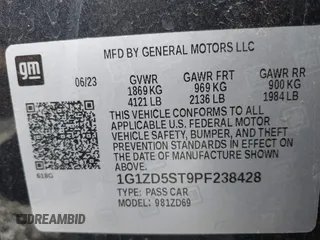 gm
MFD BY GENERAL MOTORS LLC
06/23 GVWR GAWR FRT GAWR RR
1869 KG 969 KG 900 KG
4121 LB 2136 LB 1984 LB
THIS VEHICLE CONFORMS TO ALL
APPLICABLE U.S. FEDERAL MOTOR
VEHICLE SAFETY, BUMPER, AND THEFT
PREVENTION STANDARDS IN EFFECT ON
THE DATE OF MANUFACTURE SHOWN ABOVE.
1G1ZD5ST9PF238428
TYPE: PASS CAR
MODEL: 981ZD69
DREAMBID